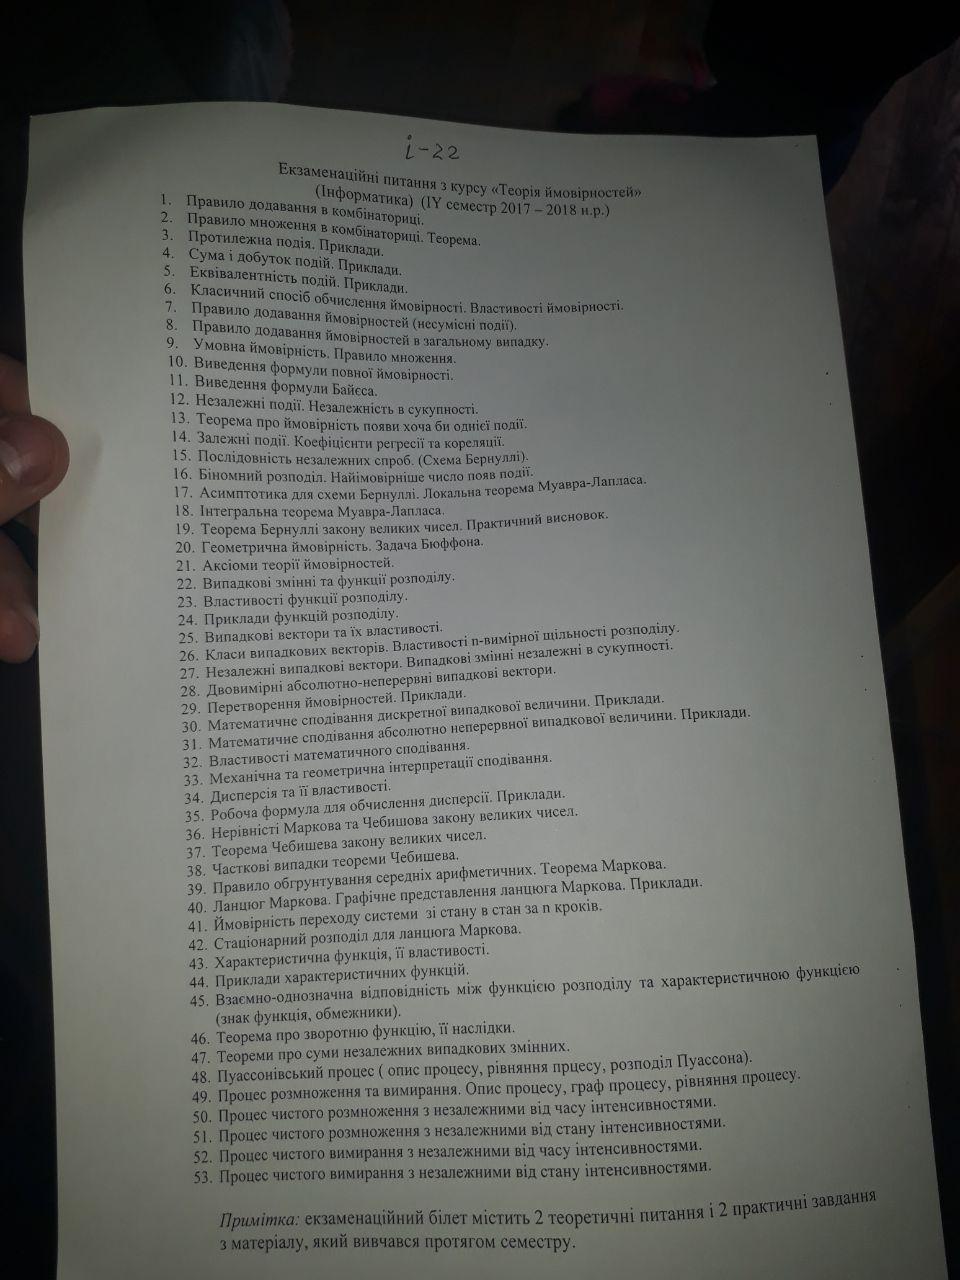 i-22
Екзаменаційні питання з курсу «Теорія ймовірностей»
(Інформатика) (IY семестр 2017 – 2018 н.р.)
1. Правило додавання в комбінаториці.
2. Правило множення в комбінаториці. Теорема.
3. Протилежна подія. Приклади.
4. Сума і добуток подій. Приклади.
5. Еквівалентність подій. Приклади.
6. Класичний спосіб обчислення ймовірності. Властивості ймовірності.
7. Правило додавання ймовірностей (несумісні події).
8. Правило додавання ймовірностей в загальному випадку.
9. Умовна ймовірність. Правило множення.
10. Виведення формули повної ймовірності.
11. Виведення формули Байєса.
12. Незалежні події. Незалежність в сукупності.
13. Теорема про ймовірність появи хоча би однієї події.
14. Залежні події. Коефіцієнти регресії та кореляції.
15. Послідовність незалежних спроб. (Схема Бернуллі).
16. Біномний розподіл. Найімовірніше число появ події.
17. Асимптотика для схеми Бернуллі. Локальна теорема Муавра-Лапласа.
18. Інтегральна теорема Муавра-Лапласа.
19. Теорема Бернуллі закону великих чисел. Практичний висновок.
20. Геометрична ймовірність. Задача Бюффона.
21. Аксіоми теорії ймовірностей.
22. Випадкові змінні та функції розподілу.
23. Властивості функції розподілу.
24. Приклади функцій розподілу.
25. Випадкові вектори та їх властивості.
26. Класи випадкових векторів. Властивості n-вимірної щільності розподілу.
27. Незалежні випадкові вектори. Випадкові змінні незалежні в сукупності.
28. Двовимірні абсолютно-неперервні випадкові вектори.
29. Перетворення ймовірностей. Приклади.
30. Математичне сподівання дискретної випадкової величини. Приклади.
31. Математичне сподівання абсолютно неперервної випадкової величини. Приклади.
32. Властивості математичного сподівання.
33. Механічна та геометрична інтерпретації сподівання.
34. Дисперсія та її властивості.
35. Робоча формула для обчислення дисперсії. Приклади.
36. Нерівністі Маркова та Чебишова закону великих чисел.
37. Теорема Чебишева закону великих чисел.
38. Часткові випадки теореми Чебишева.
39. Правило обгрунтування середніх арифметичних. Теорема Маркова.
40. Ланцюг Маркова. Графічне представлення ланцюга Маркова. Приклади.
41. Ймовірність переходу системи зі стану в стан за n кроків.
42. Стаціонарний розподіл для ланцюга Маркова.
43. Характеристична функція, її властивості.
44. Приклади характеристичних функцій.
45. Взаємно-однозначна відповідність між функцією розподілу та характеристичною функцією
(знак функція, обмежники).
46. Теорема про зворотню функцію, її наслідки.
47. Теореми про суми незалежних випадкових змінних.
48. Пуассонівський процес ( опис процесу, рівняння прцесу, розподіл Пуассона).
49. Процес розмноження та вимирання. Опис процесу, граф процесу, рівняння процесу.
50. Процес чистого розмноження з незалежними від часу інтенсивностями.
51. Процес чистого розмноження з незалежними від стану інтенсивностями.
52. Процес чистого вимирання з незалежними від часу інтенсивностями.
53. Процес чистого вимирання з незалежними від стану інтенсивностями.
Примітка: екзаменаційний білет містить 2 теоретичні питання і 2 практичні завдання
з матеріалу, який вивчався протягом семестру.